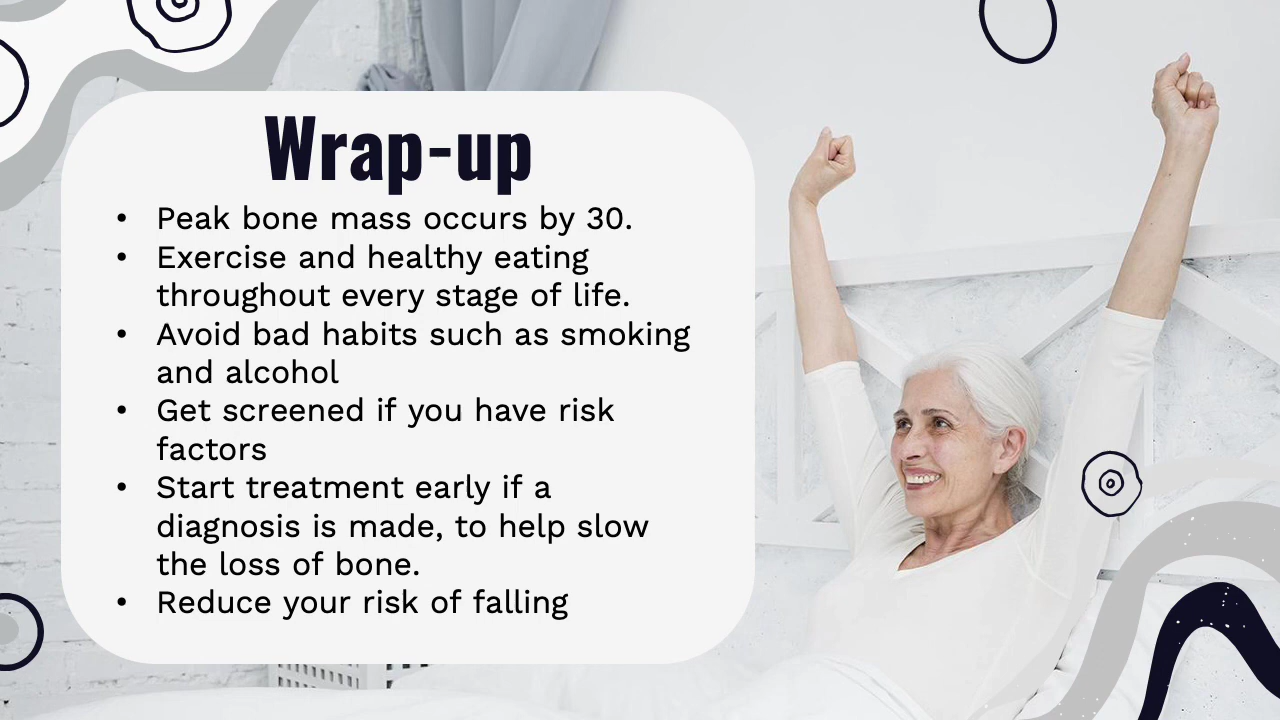 Wrap-up
• Peak bone mass occurs by 30.
• Exercise and healthy eating
throughout every stage of life.
• Avoid bad habits such as smoking
and alcohol
• Get screened if you have risk
factors
• Start treatment early if a
diagnosis is made, to help slow
the loss of bone.
• Reduce your risk of falling